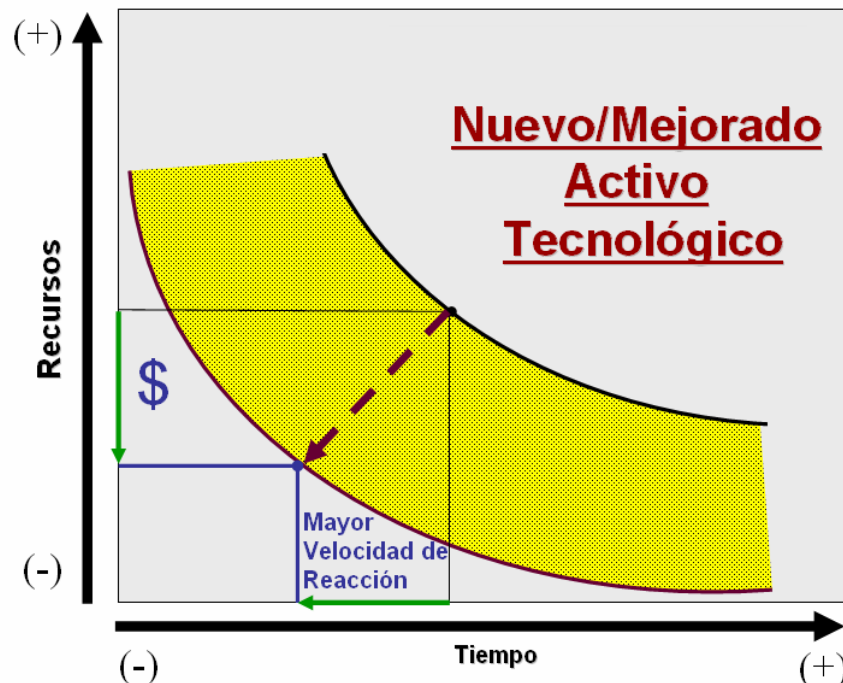 (+)
Nuevo/Mejorado
Activo
Tecnológico
Recursos
$
Mayor
Velocidad de
Reacción
(-)
(-)
Tiempo
(+)